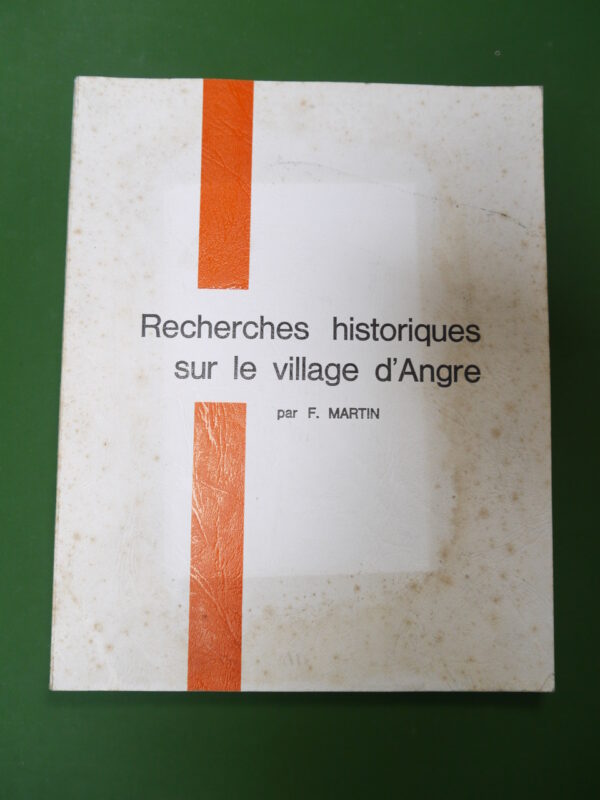 Recherches historiques
sur le village d'Angre
par F. MARTIN